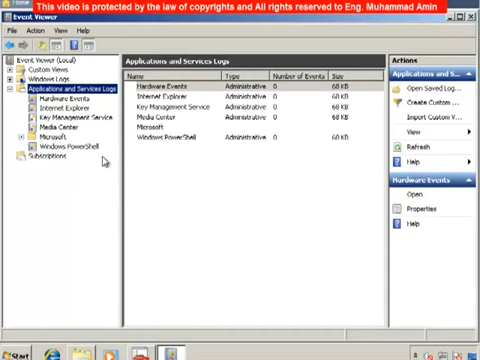 Home
This video is protected by the law of copyrights and All rights reserved to Eng. Muhammad Amin
Event Viewer
File Action View Help
Event Viewer (Local)
Custom Views
Windows Logs
Applications and Services Logs
Hardware Events
Internet Explorer
Key Management Service
Media Center
Microsoft
Windows PowerShell
Subscriptions
Applications and Services Logs
Name Type Number of Events Size
Hardware Events Administrative 0 68 KB
Internet Explorer Administrative 0 68 KB
Key Management Service Administrative 0 68 KB
Media Center Administrative 0 68 KB
Microsoft
Windows PowerShell Administrative 0 68 KB
Actions
Applications and S...
Open Saved Log...
Create Custom ...
Import Custom V...
View
Refresh
Help
Hardware Events
Open
Properties
Help
Start